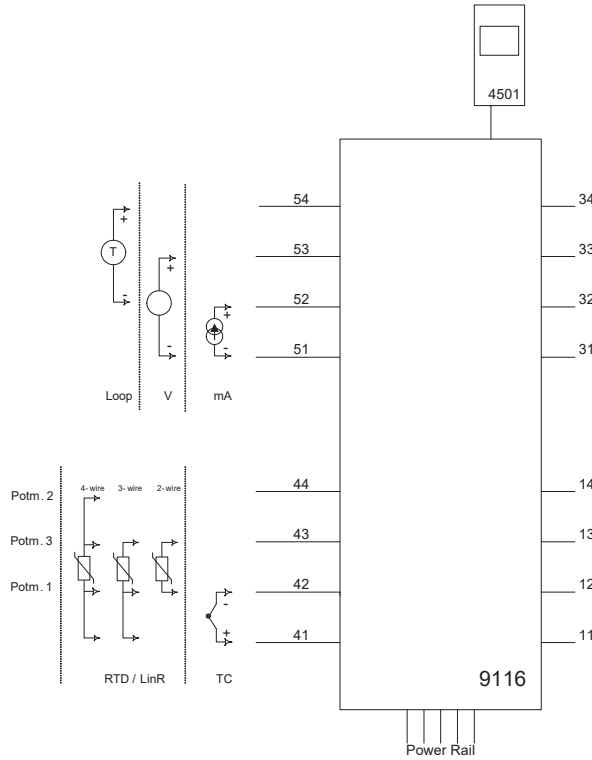 4501
54
34
+
53
33
T
+
52
32
-
+
51
31
-
-
Loop
V
mA
44
14
4-wire
3-wire
2-wire
Potm. 2
43
13
Potm. 3
42
12
Potm. 1
-
+
41
11
RTD / LinR
TC
9116
Power Rail